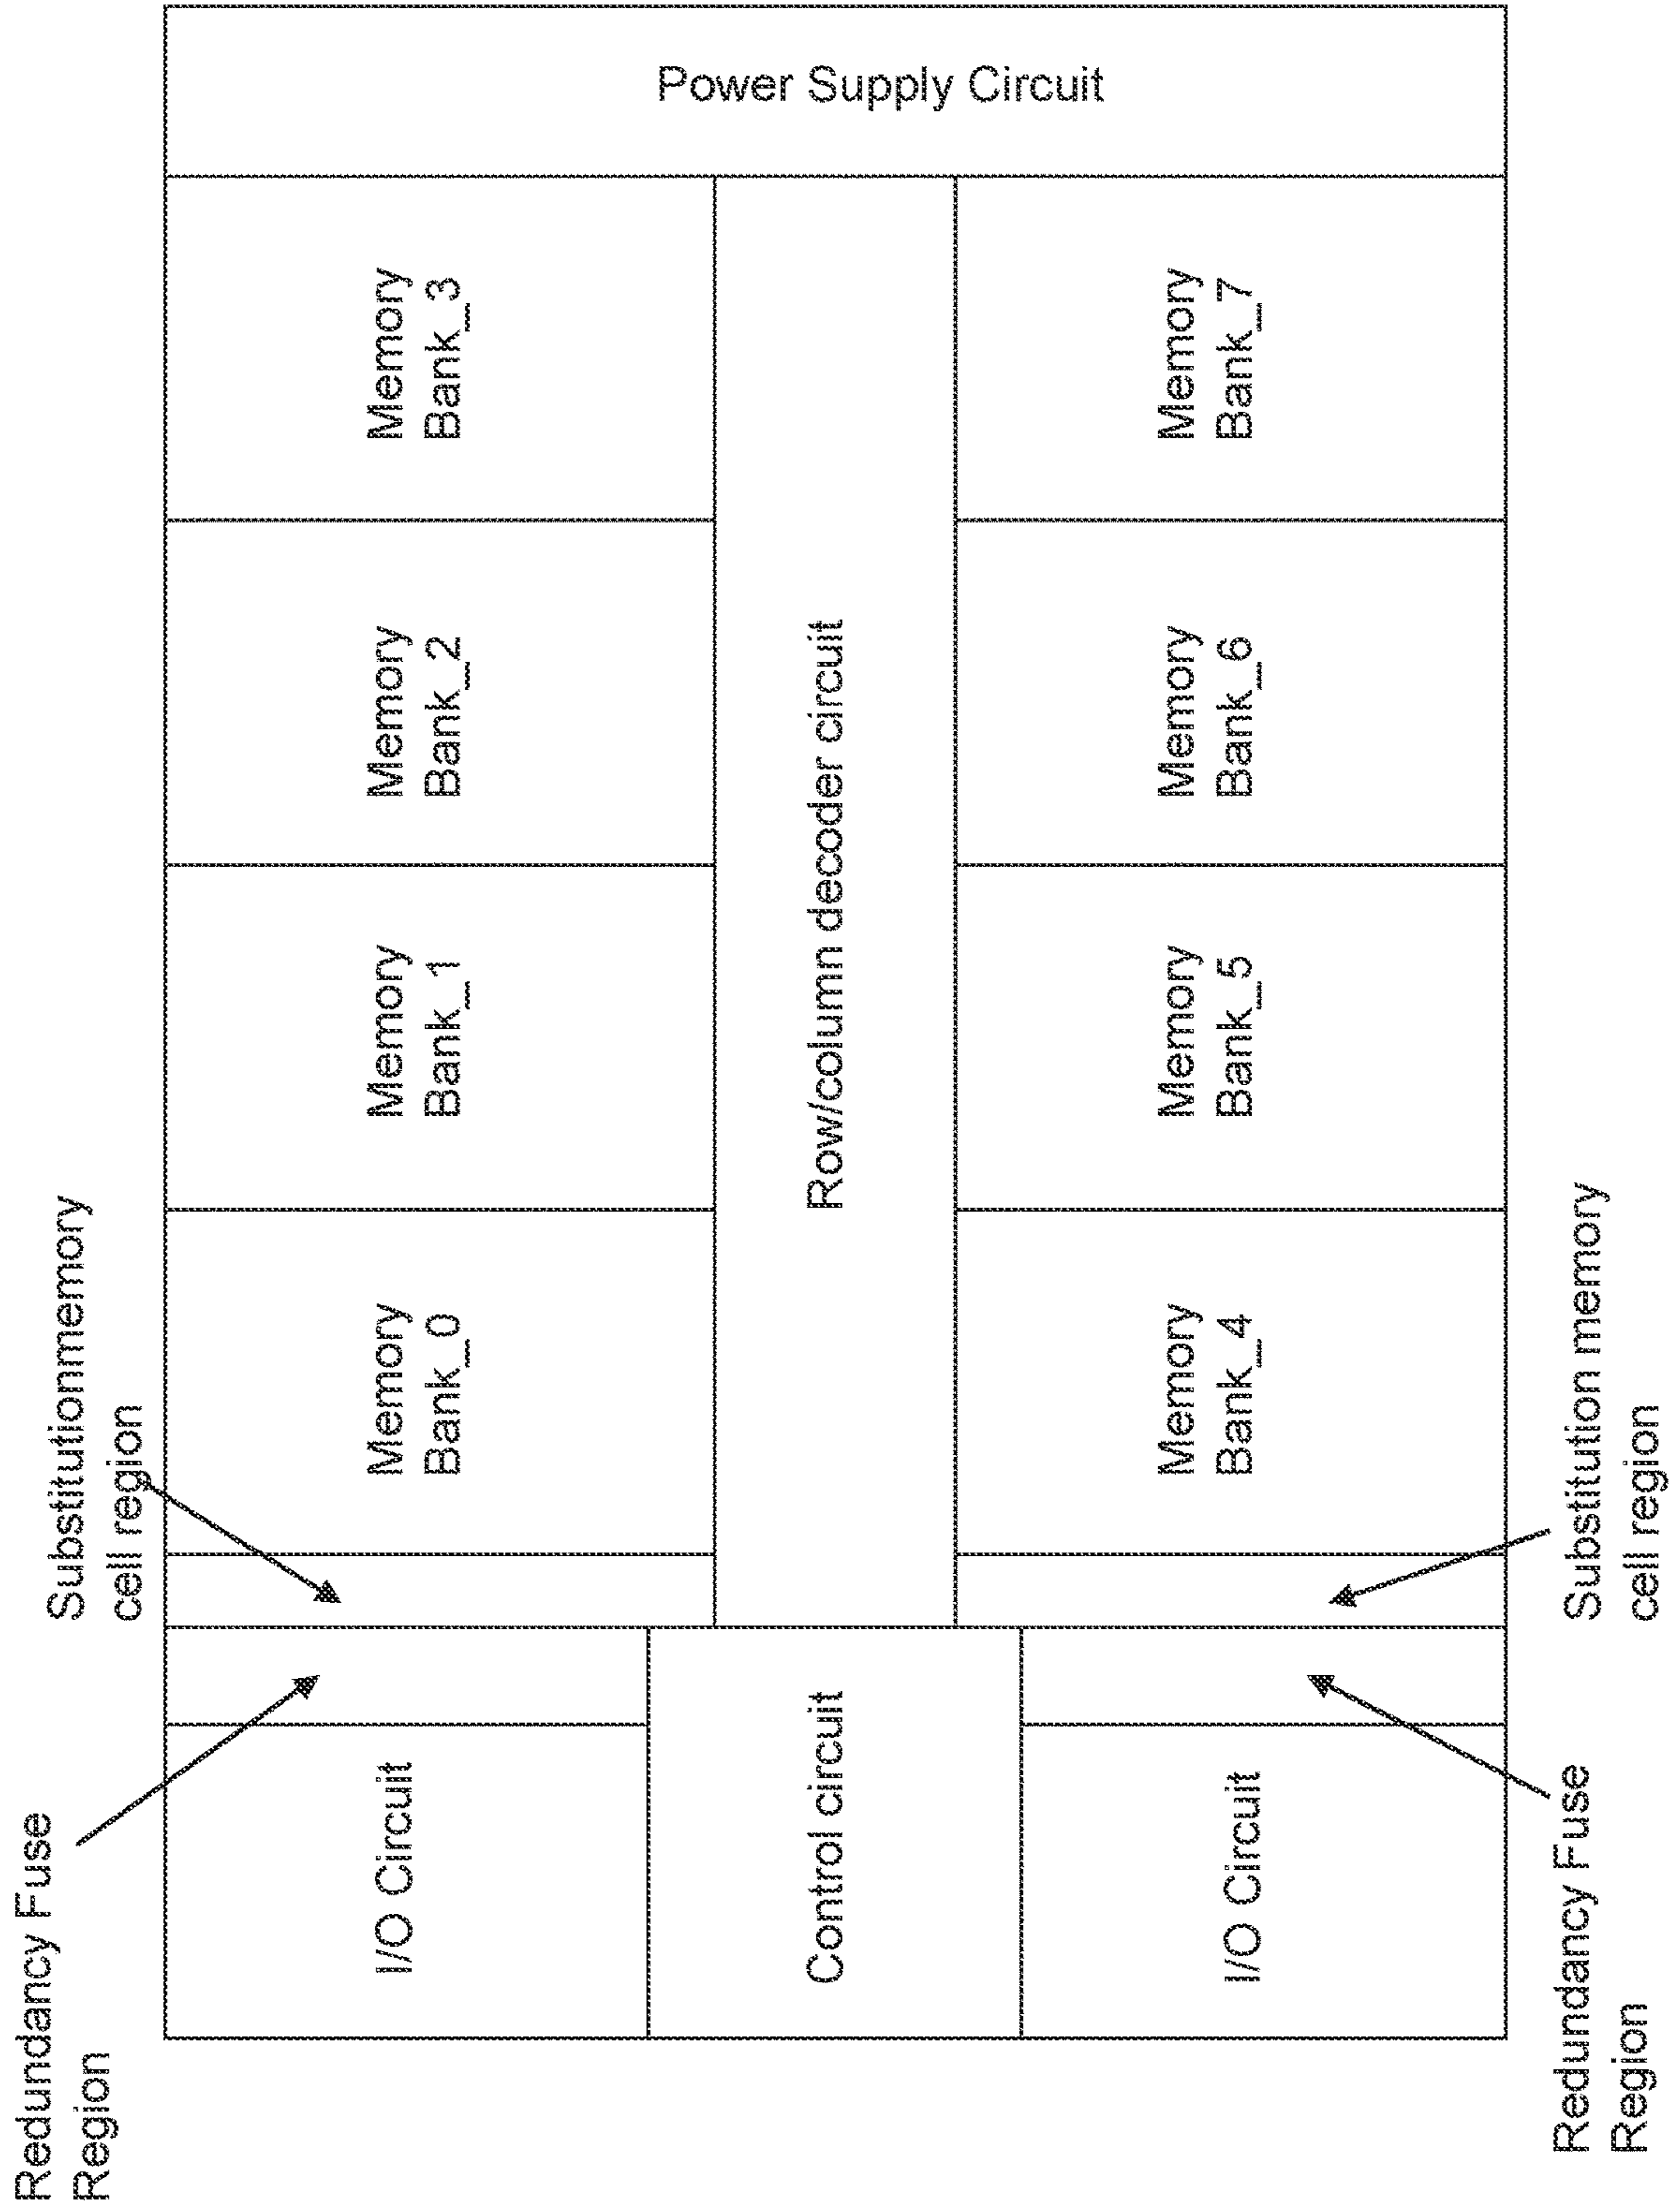 Power Supply Circuit
Memory
Bank_3
Memory
Bank_7
Memory
Bank_2
Memory
Bank_6
Row/column decoder circuit
Memory
Bank_1
Memory
Bank_5
Memory
Bank_0
Memory
Bank_4
Substitutionmemory
cell region
Substitution memory
cell region
I/O Circuit
Control circuit
I/O Circuit
Redundancy Fuse
Region
Redundancy Fuse
Region